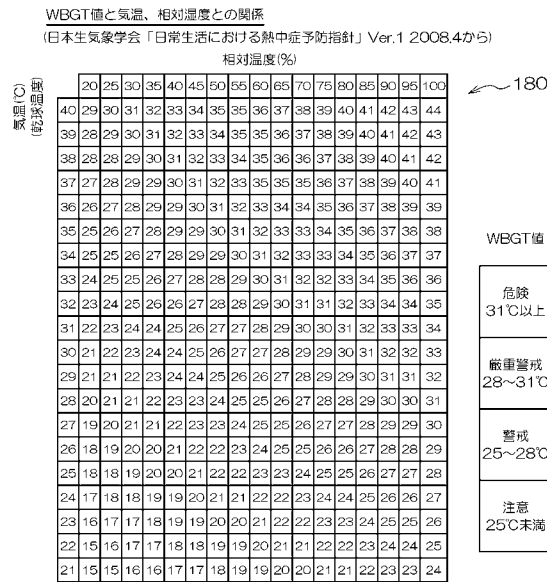 WBGT値と気温、相対湿度との関係
(日本生気象学会「日常生活における熱中症予防指針」Ver.1 2008.4から)
相対湿度(%)
気温(℃)
(乾球温度)
20 25 30 35 40 45 50 55 60 65 70 75 80 85 90 95 100
180
40 29 30 31 32 33 34 35 35 36 37 38 39 40 41 42 43 44
39 28 29 30 31 32 33 34 35 35 36 37 38 39 40 41 42 43
38 28 28 29 30 31 32 33 34 35 36 36 37 38 39 40 41 42
37 27 28 29 29 30 31 32 33 35 35 35 36 37 38 39 40 41
36 26 27 28 29 29 30 31 32 33 34 34 35 36 37 38 39 39
35 25 26 27 28 29 29 30 31 32 33 33 34 35 36 37 38 38
34 25 25 26 27 28 29 29 30 31 32 33 33 34 35 36 37 37
33 24 25 25 26 27 28 28 29 30 31 32 32 33 34 35 36 36
32 23 24 25 25 26 27 28 28 29 30 31 31 32 33 34 34 35
31 22 23 24 24 25 26 27 27 28 29 30 30 31 32 33 33 34
30 21 22 23 24 24 25 26 27 27 28 29 29 30 31 32 32 33
29 21 21 22 23 24 24 25 26 26 27 28 29 29 30 31 31 32
28 20 21 21 22 23 23 24 25 25 26 27 28 28 29 30 30 31
27 19 20 21 21 22 23 23 24 25 25 26 27 27 28 29 29 30
26 18 19 20 20 21 22 22 23 24 25 25 26 26 27 28 28 29
25 18 18 19 20 20 21 22 22 23 23 24 25 25 26 27 27 28
24 17 18 18 19 19 20 21 21 22 22 23 24 24 25 26 26 27
23 16 17 17 18 19 19 20 20 21 22 22 23 23 24 25 25 26
22 15 16 17 17 18 18 19 19 20 21 21 22 22 23 24 24 25
21 15 15 16 16 17 17 18 19 19 20 20 21 21 22 23 23 24
WBGT値
危険
31℃以上
厳重警戒
28～31℃
警戒
25～28℃
注意
25℃未満